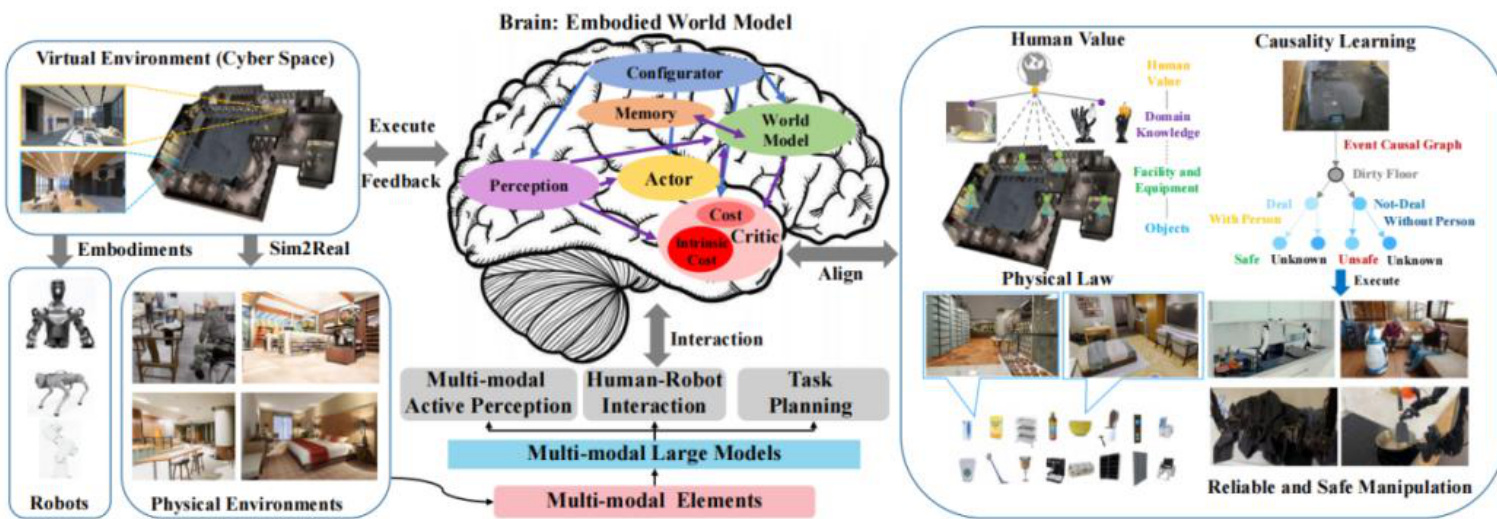 Brain: Embodied World Model
Virtual Environment (Cyber Space)
Execute
Feedback
Embodiments
Sim2Real
Robots
Physical Environments
Configurator
Memory
World
Model
Perception
Actor
Cost
Critic
Intrinsic
Cost
Align
Interaction
Multi-modal
Active Perception
Human-Robot
Interaction
Task
Planning
Multi-modal Large Models
Multi-modal Elements
Human Value
Human
Value
Domain
Knowledge
Facility and
Equipment
Objects
Physical Law
Causality Learning
Event Causal Graph
Dirty Floor
Deal
Not-Deal
With Person
Without Person
Safe
Unknown
Unsafe
Unknown
Execute
Reliable and Safe Manipulation